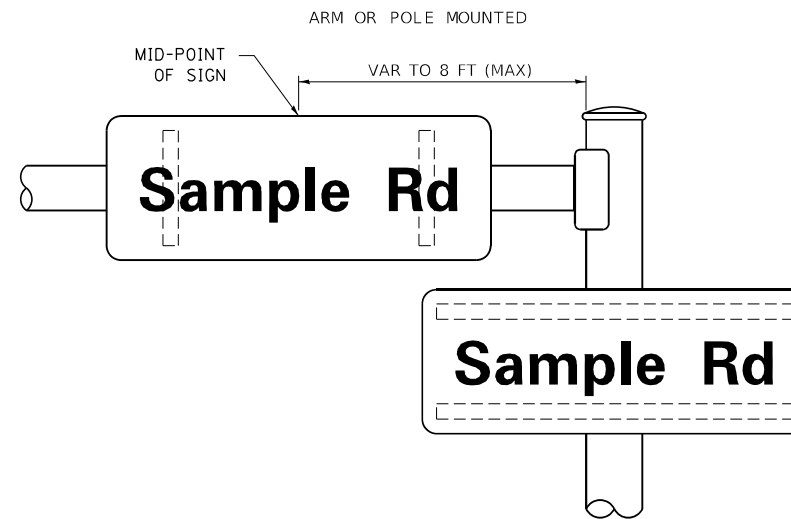 ARM OR POLE MOUNTED
MID-POINT
OF SIGN
VAR TO 8 FT (MAX)
Sample Rd
Sample Rd